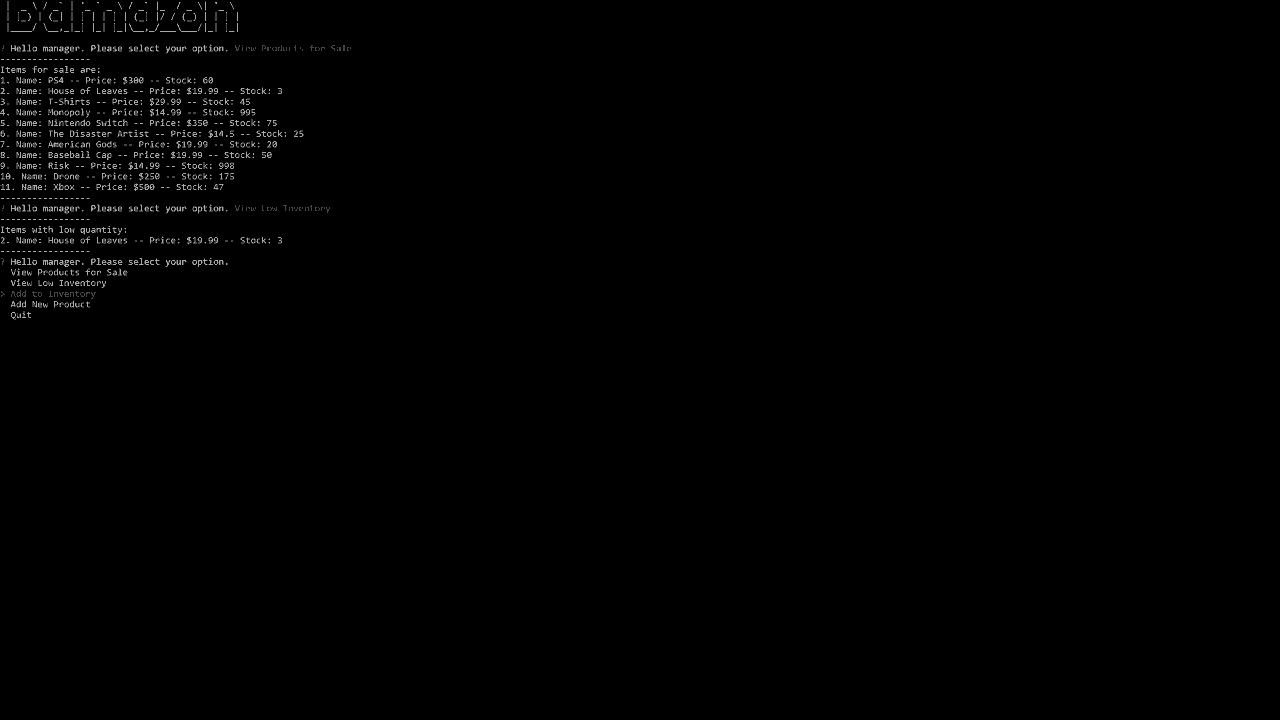 bamazon
? Hello manager. Please select your option. View Products for Sale
-----------------
Items for sale are:
1. Name: PS4 -- Price: $300 -- Stock: 60
2. Name: House of Leaves -- Price: $19.99 -- Stock: 3
3. Name: T-Shirts -- Price: $29.99 -- Stock: 45
4. Name: Monopoly -- Price: $14.99 -- Stock: 995
5. Name: Nintendo Switch -- Price: $350 -- Stock: 75
6. Name: The Disaster Artist -- Price: $14.5 -- Stock: 25
7. Name: American Gods -- Price: $19.99 -- Stock: 20
8. Name: Baseball Cap -- Price: $19.99 -- Stock: 50
9. Name: Risk -- Price: $14.99 -- Stock: 998
10. Name: Drone -- Price: $250 -- Stock: 175
11. Name: Xbox -- Price: $500 -- Stock: 47
-----------------
? Hello manager. Please select your option. View Low Inventory
-----------------
Items with low quantity:
2. Name: House of Leaves -- Price: $19.99 -- Stock: 3
-----------------
? Hello manager. Please select your option.
View Products for Sale
View Low Inventory
> Add to Inventory
Add New Product
Quit